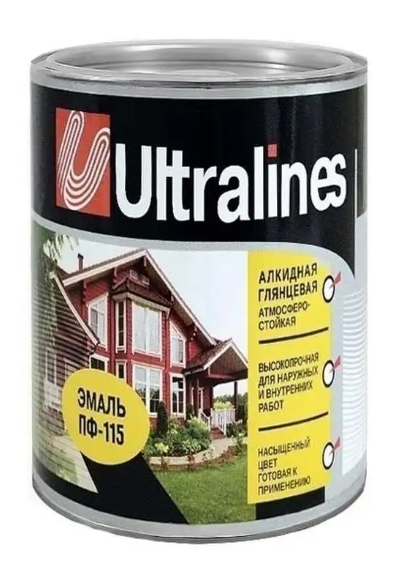 Ultralines
АЛКИДНАЯ
ГЛЯНЦЕВАЯ
АТМОСФЕРО-
СТОЙКАЯ
ВЫСОКОПРОЧНАЯ
ДЛЯ НАРУЖНЫХ
И ВНУТРЕННИХ
РАБОТ
ЭМАЛЬ
ПФ-115
НАСЫЩЕННЫЙ
ЦВЕТ
ГОТОВАЯ К
ПРИМЕНЕНИЮ